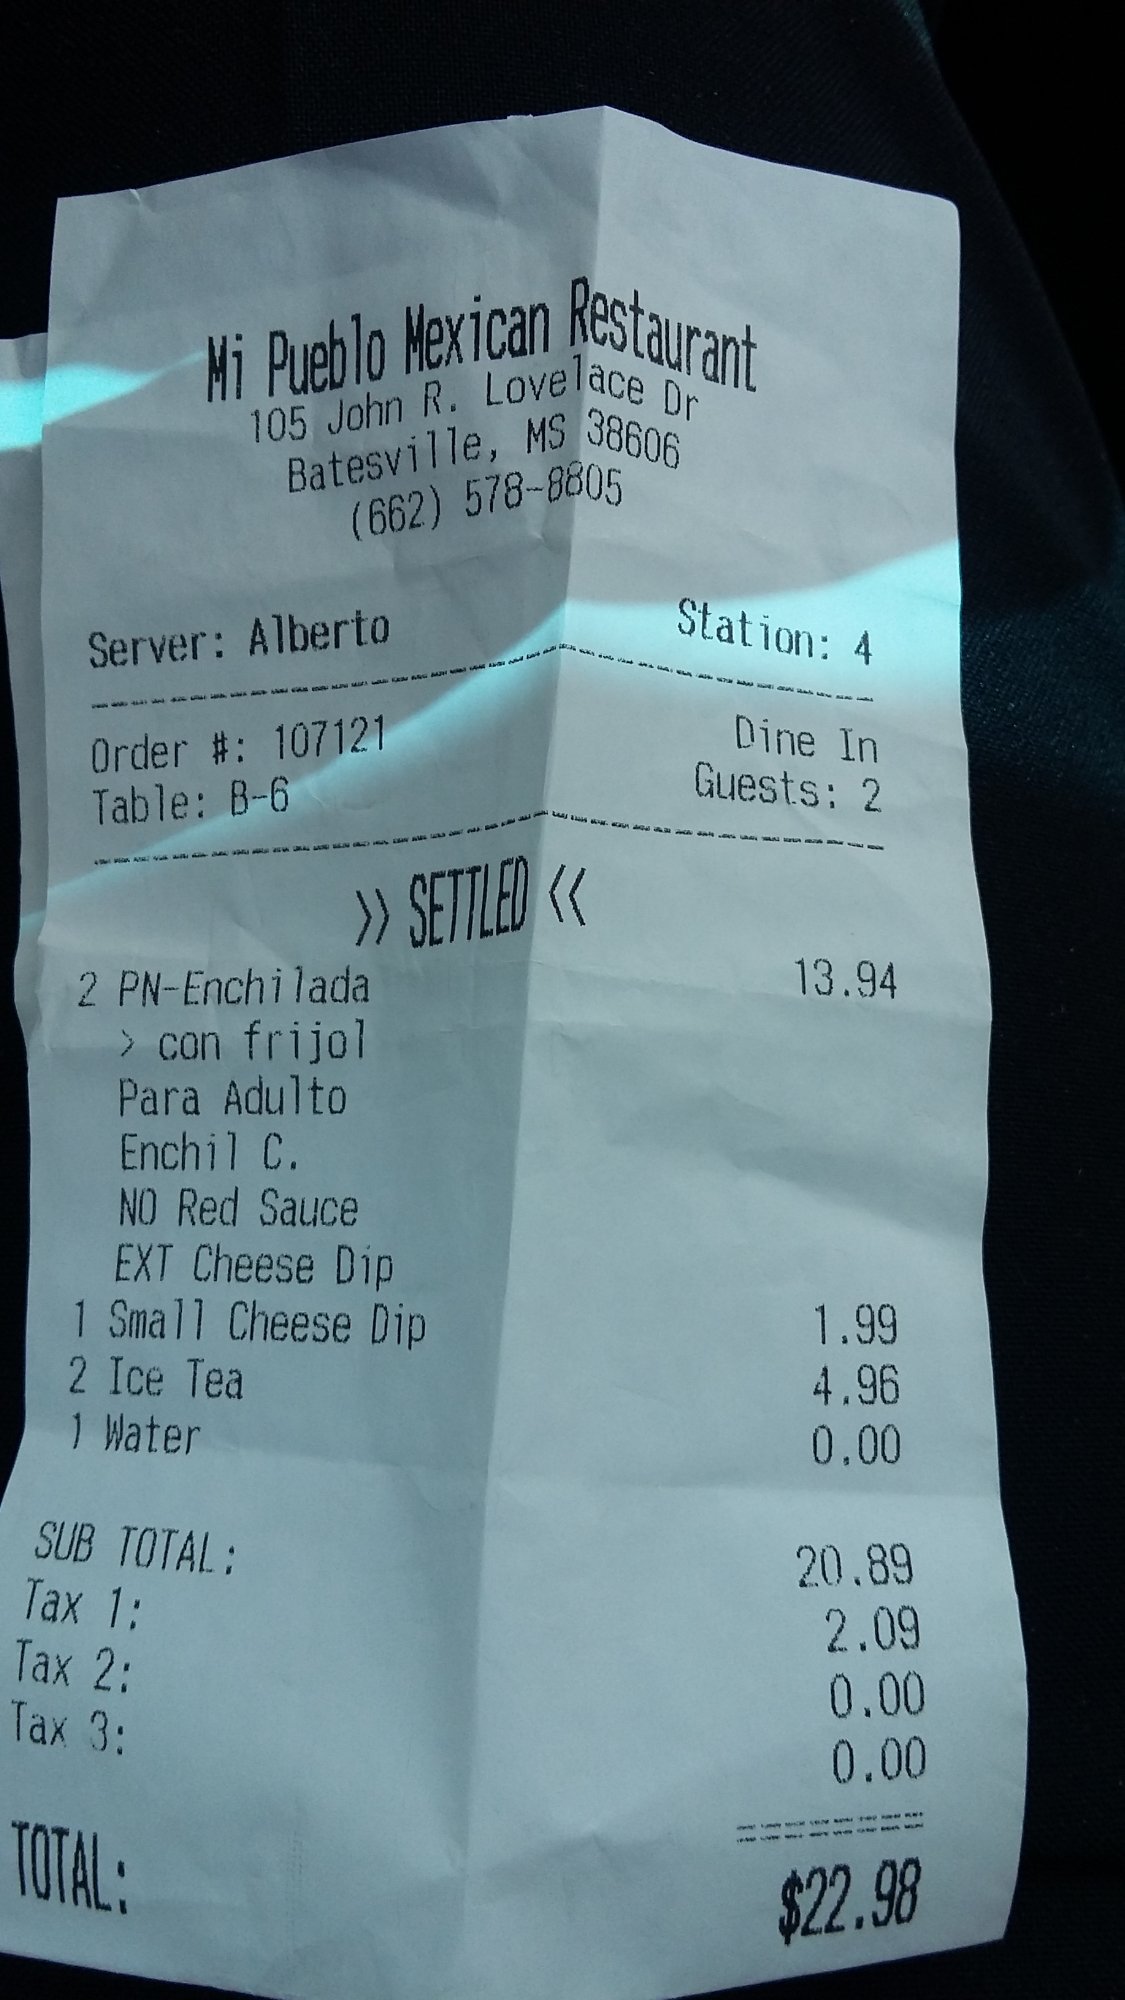 Mi Pueblo Mexican Restaurant
105 John R. Lovelace Dr
Batesville, MS 38606
(662) 578-8805
Server: Alberto Station: 4
Order #: 107121 Dine In
Table: B-6 Guests: 2
>> SETTLED <<
2 PN-Enchilada 13.94
> con frijol
Para Adulto
Enchil C.
NO Red Sauce
EXT Cheese Dip
1 Small Cheese Dip 1.99
2 Ice Tea 4.96
1 Water 0.00
SUB TOTAL: 20.89
Tax 1: 2.09
Tax 2: 0.00
Tax 3: 0.00
TOTAL: $22.98